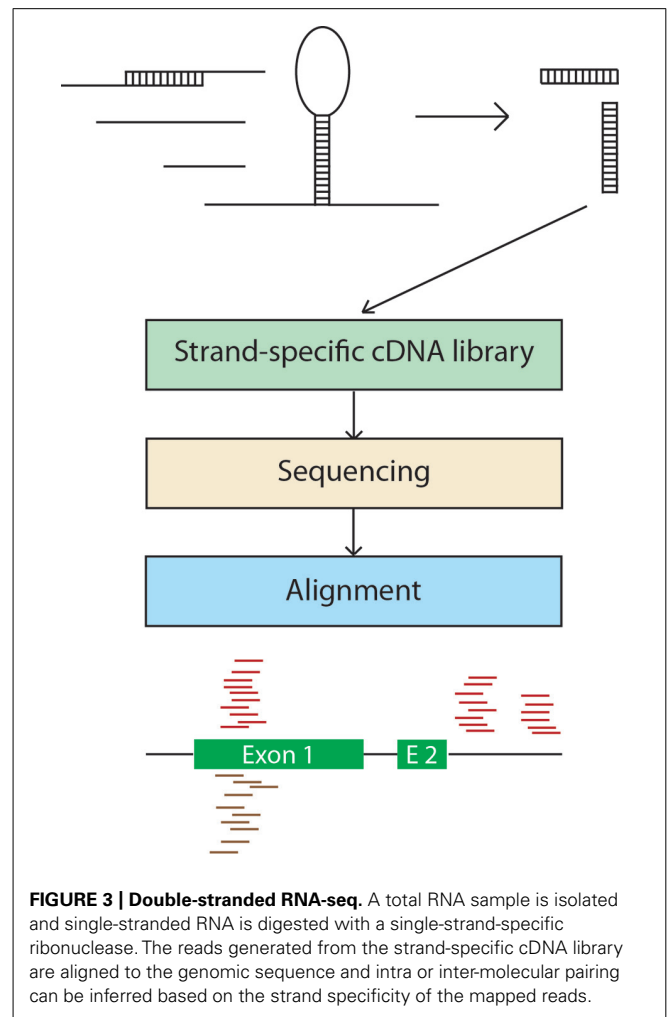 Strand-specific cDNA library
Sequencing
Alignment
Exon 1
E 2
FIGURE 3 | Double-stranded RNA-seq. A total RNA sample is isolated
and single-stranded RNA is digested with a single-strand-specific
ribonuclease. The reads generated from the strand-specific cDNA library
are aligned to the genomic sequence and intra or inter-molecular pairing
can be inferred based on the strand specificity of the mapped reads.